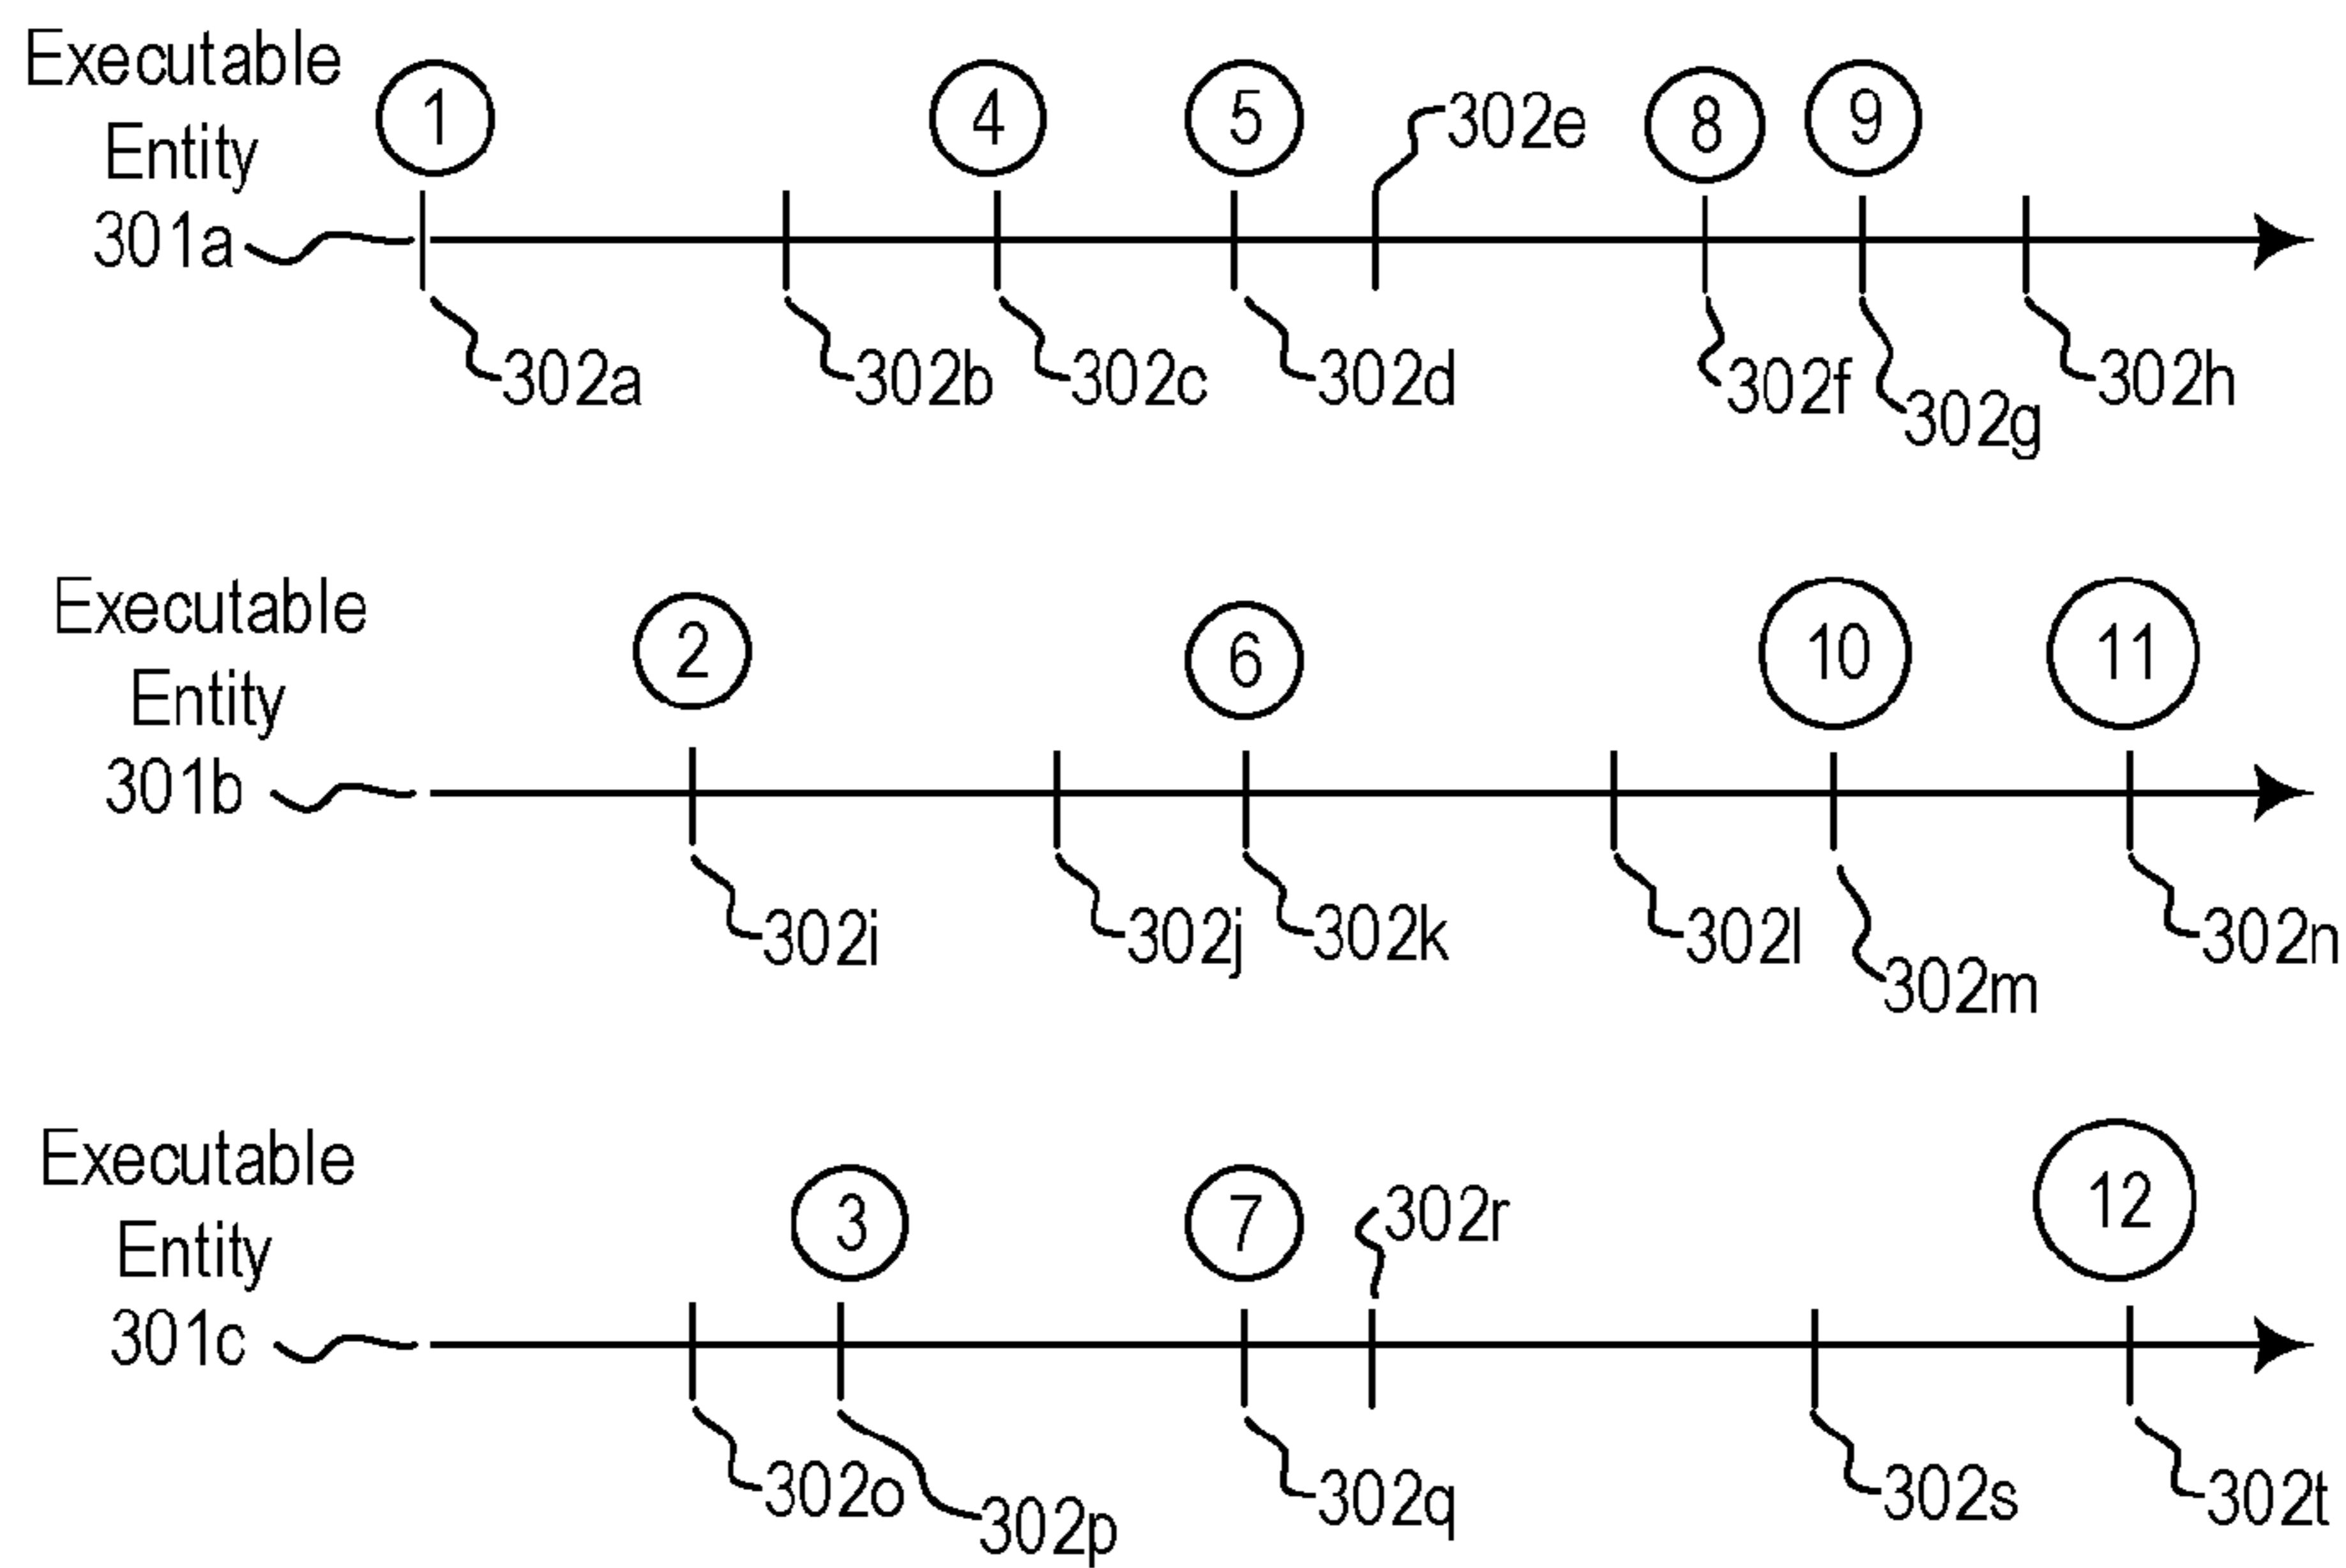 Executable
Entity
301a
1
4
5
302e
8
9
302a
302b
302c
302d
302f
302g
302h
Executable
Entity
301b
2
6
10
11
302i
302j
302k
302l
302m
302n
Executable
Entity
301c
3
7
302r
12
302o
302p
302q
302s
302t